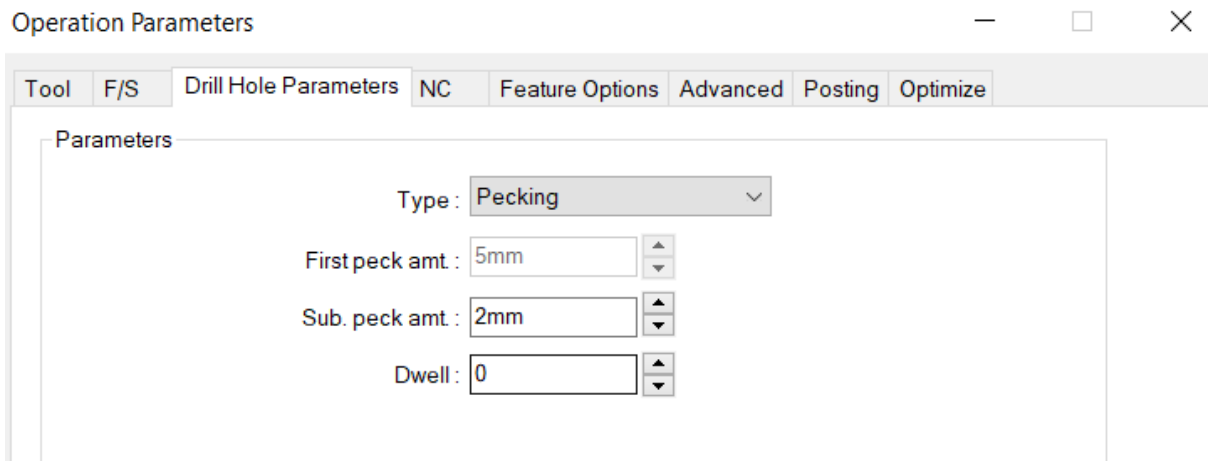 Operation Parameters
Tool F/S Drill Hole Parameters NC Feature Options Advanced Posting Optimize
Parameters
Type : Pecking
First peck amt. : 5mm
Sub. peck amt. : 2mm
Dwell : 0